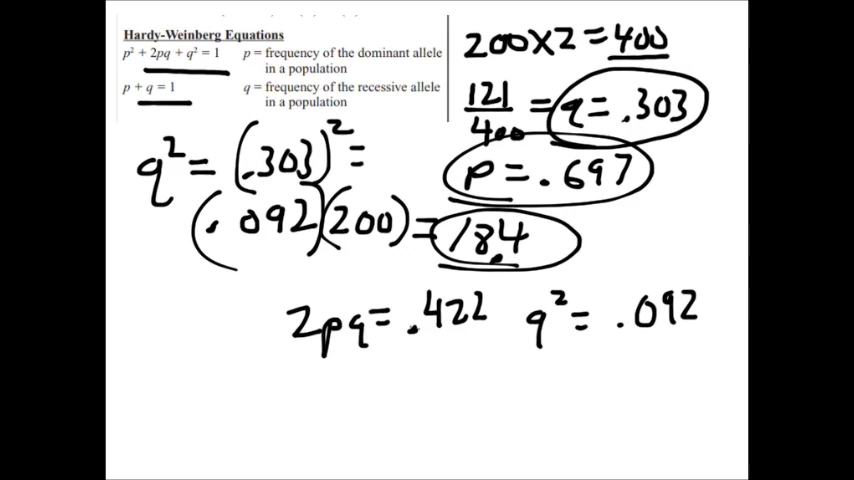 Hardy-Weinberg Equations
p² + 2pq + q² = 1 p = frequency of the dominant allele
in a population
p + q = 1 q = frequency of the recessive allele
in a population
200 x 2 = 400
121/400 = q = .303
p = .697
q² = (.303)² =
(.092)(200) = 18.4
2pq = .422 q² = .092